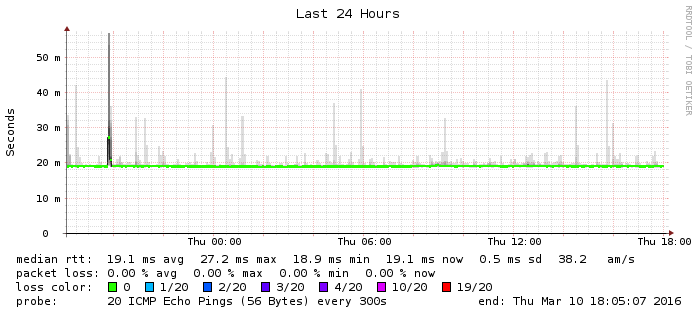 Last 24 Hours
RRDTOOL / TOBI OETIKER
Seconds
50 m
40 m
30 m
20 m
10 m
0
Thu 00:00 Thu 06:00 Thu 12:00 Thu 18:00
median rtt: 19.1 ms avg 27.2 ms max 18.9 ms min 19.1 ms now 0.5 ms sd 38.2 am/s
packet loss: 0.00 % avg 0.00 % max 0.00 % min 0.00 % now
loss color: 0 1/20 2/20 3/20 4/20 10/20 19/20
probe: 20 ICMP Echo Pings (56 Bytes) every 300s end: Thu Mar 10 18:05:07 2016